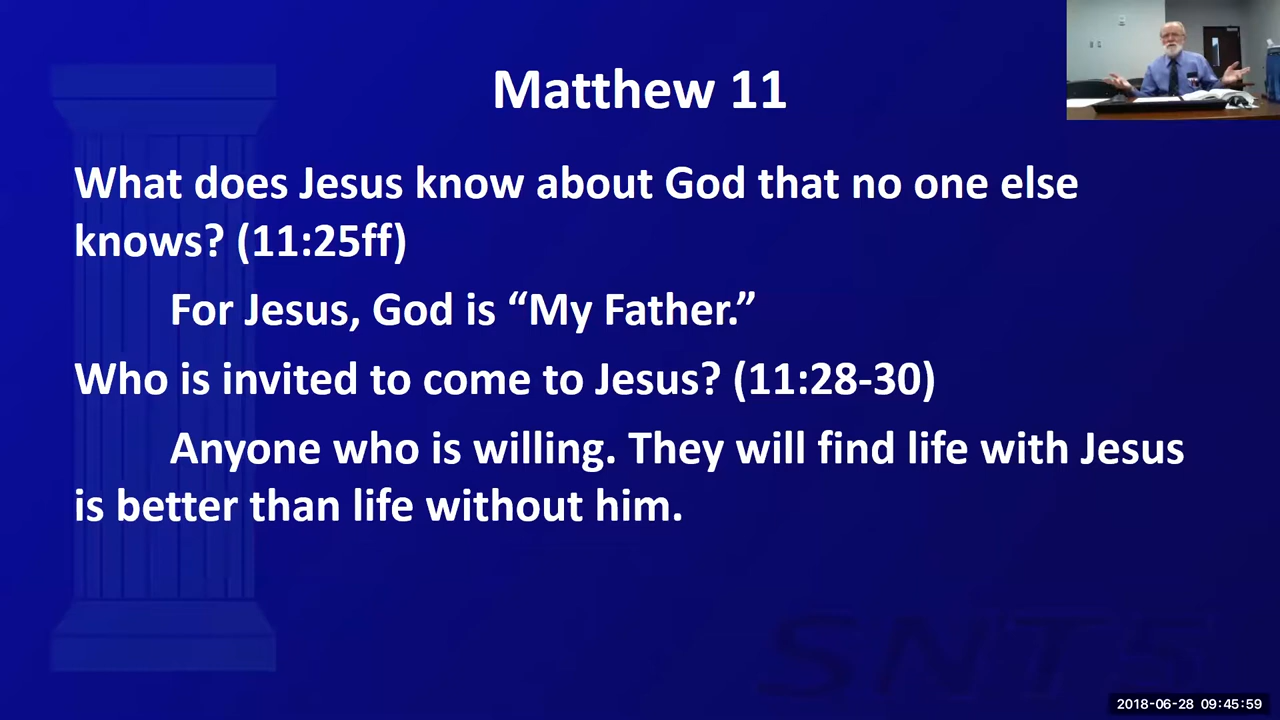 Matthew 11
What does Jesus know about God that no one else
knows? (11:25ff)
For Jesus, God is “My Father.”
Who is invited to come to Jesus? (11:28-30)
Anyone who is willing. They will find life with Jesus
is better than life without him.
SNT5
2018-06-28 09:45:59